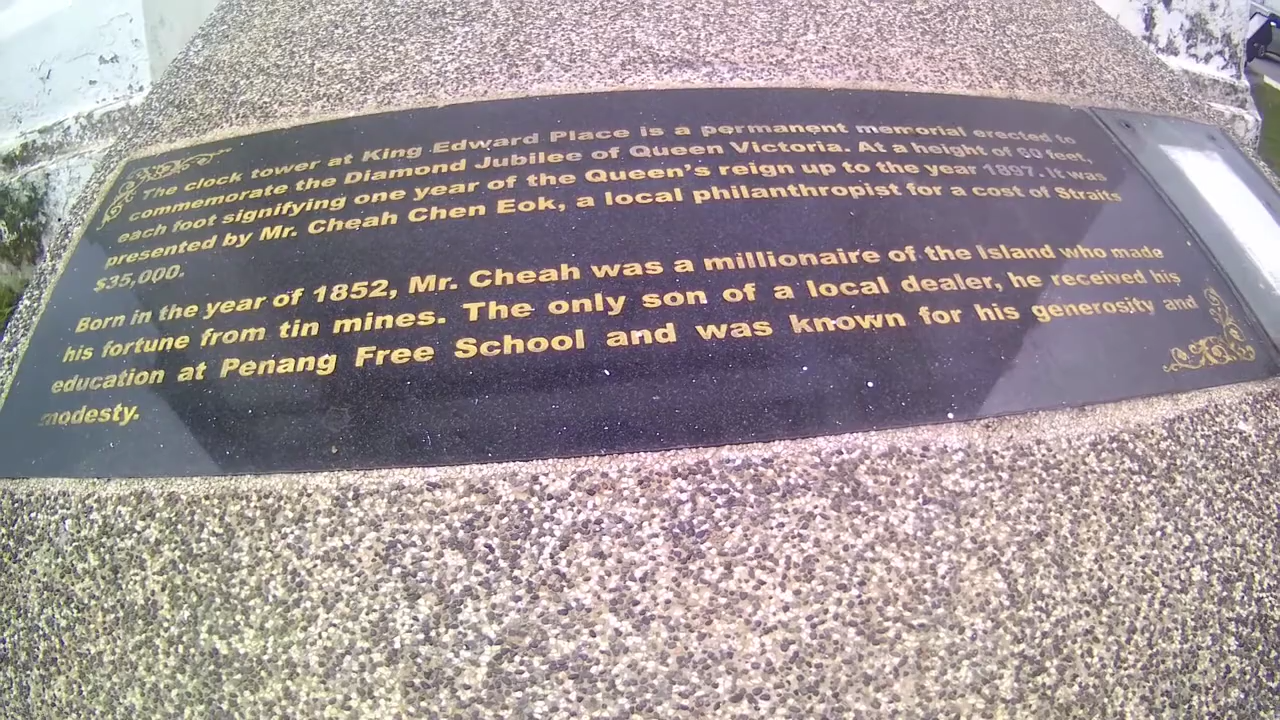 The clock tower at King Edward Place is a permanent memorial erected to
commemorate the Diamond Jubilee of Queen Victoria. At a height of 60 feet,
each foot signifying one year of the Queen's reign up to the year 1897. It was
presented by Mr. Cheah Chen Eok, a local philanthropist for a cost of Straits
$35,000.
Born in the year of 1852, Mr. Cheah was a millionaire of the Island who made
his fortune from tin mines. The only son of a local dealer, he received his
education at Penang Free School and was known for his generosity and
modesty.